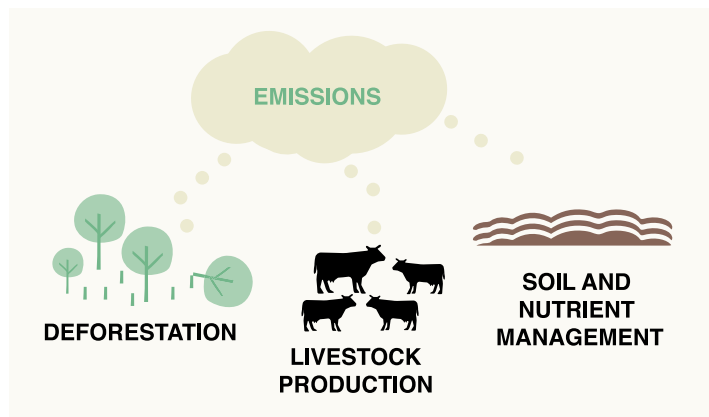 EMISSIONS
DEFORESTATION
LIVESTOCK
PRODUCTION
SOIL AND
NUTRIENT
MANAGEMENT